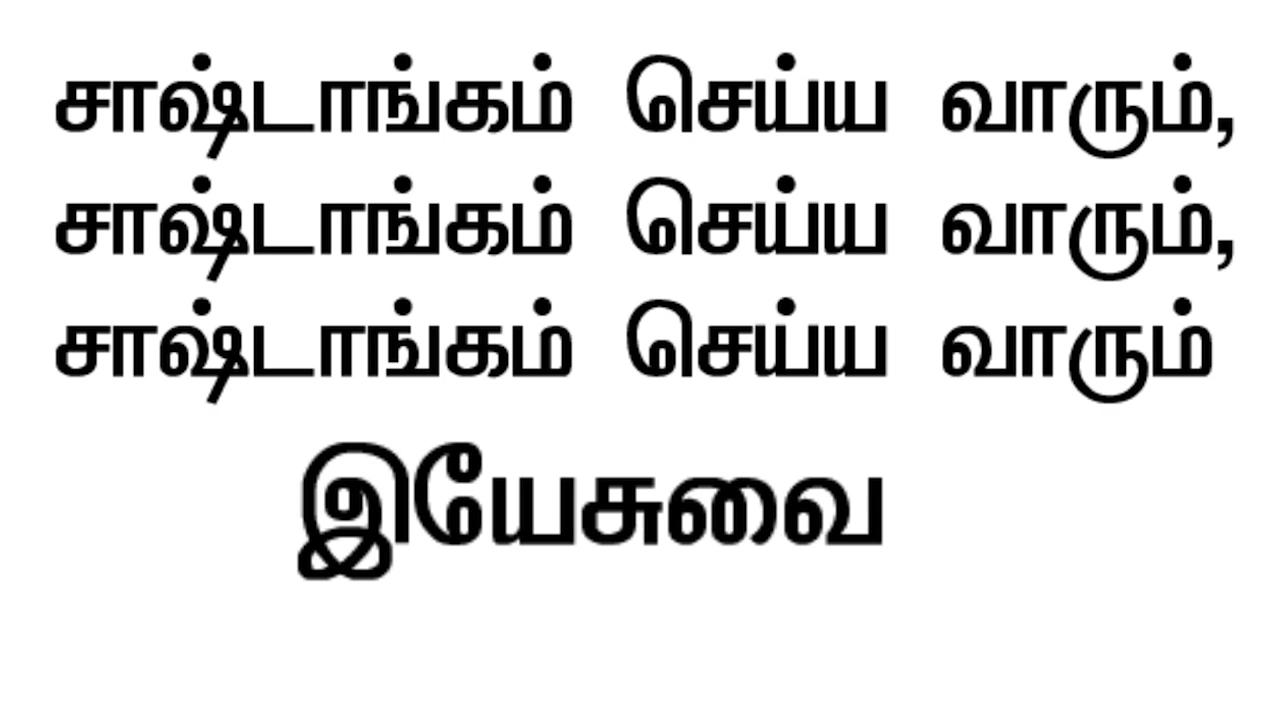 சாஷ்டாங்கம் செய்ய வாரும்,
சாஷ்டாங்கம் செய்ய வாரும்,
சாஷ்டாங்கம் செய்ய வாரும்
இயேசுவை